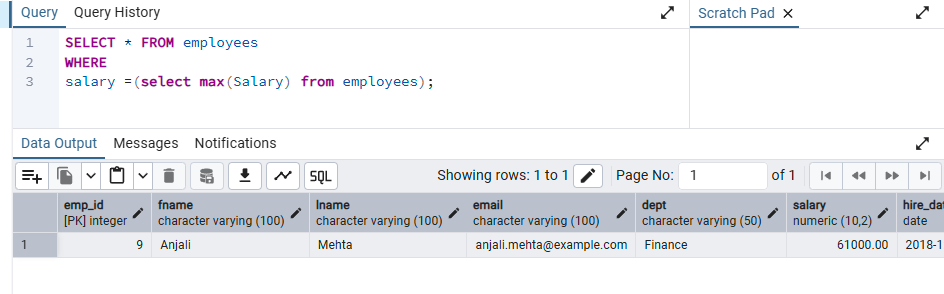 Query Query History Scratch Pad ×
1 SELECT * FROM employees
2 WHERE
3 salary =(select max(Salary) from employees);
Data Output Messages Notifications
SQL Showing rows: 1 to 1 Page No: 1 of 1
emp_id fname lname email dept salary hire_dat
[PK] integer character varying (100) character varying (100) character varying (100) character varying (50) numeric (10,2) date
1 9 Anjali Mehta anjali.mehta@example.com Finance 61000.00 2018-1